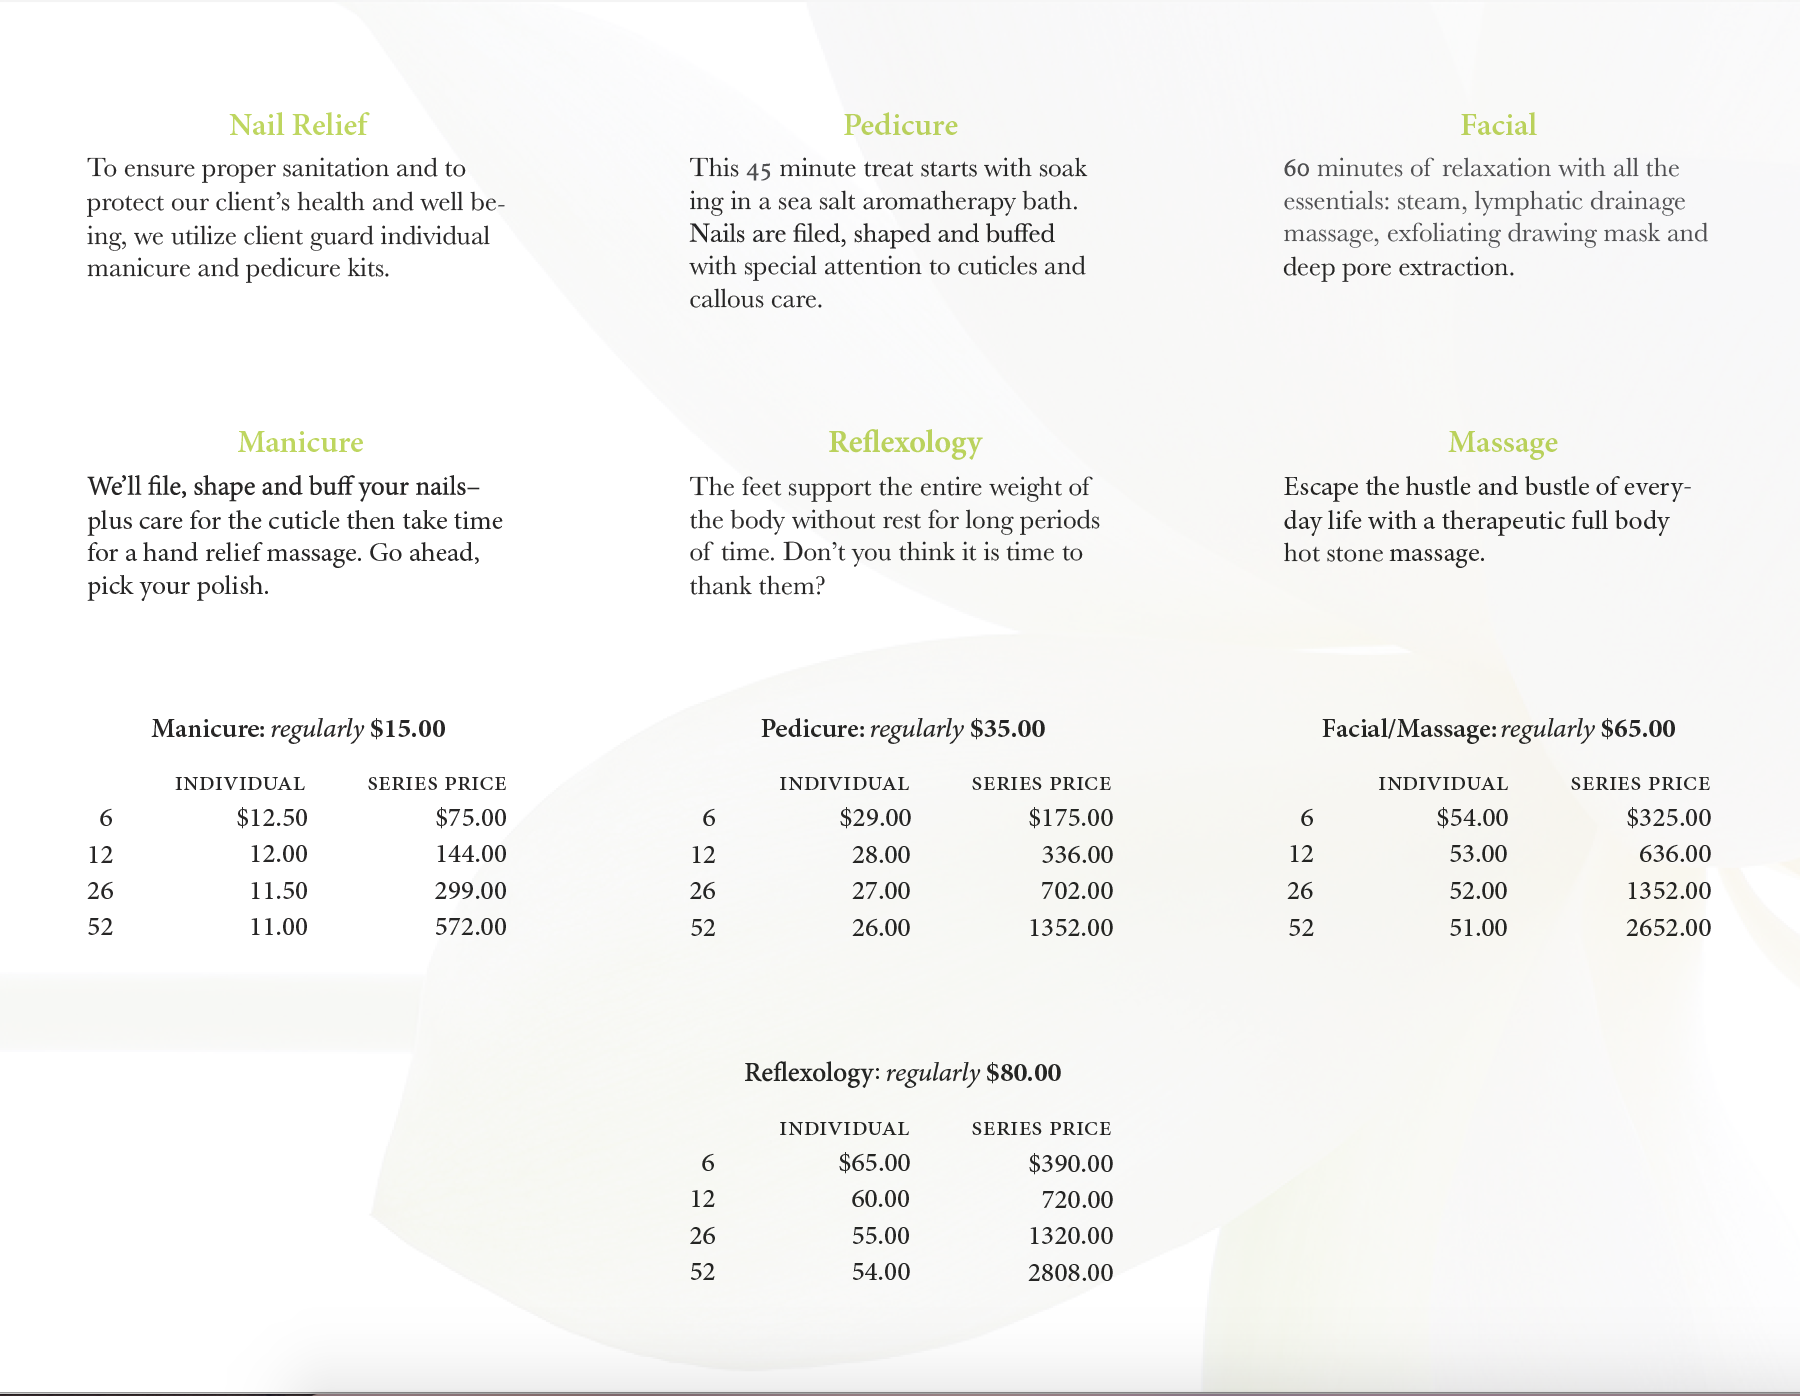 Nail Relief
To ensure proper sanitation and to
protect our client’s health and well be-
ing, we utilize client guard individual
manicure and pedicure kits.
Pedicure
This 45 minute treat starts with soak
ing in a sea salt aromatherapy bath.
Nails are filed, shaped and buffed
with special attention to cuticles and
callous care.
Facial
60 minutes of relaxation with all the
essentials: steam, lymphatic drainage
massage, exfoliating drawing mask and
deep pore extraction.
Manicure
We’ll file, shape and buff your nails–
plus care for the cuticle then take time
for a hand relief massage. Go ahead,
pick your polish.
Reflexology
The feet support the entire weight of
the body without rest for long periods
of time. Don’t you think it is time to
thank them?
Massage
Escape the hustle and bustle of every-
day life with a therapeutic full body
hot stone massage.
Manicure: regularly $15.00
INDIVIDUAL SERIES PRICE
6 $12.50 $75.00
12 12.00 144.00
26 11.50 299.00
52 11.00 572.00
Pedicure: regularly $35.00
INDIVIDUAL SERIES PRICE
6 $29.00 $175.00
12 28.00 336.00
26 27.00 702.00
52 26.00 1352.00
Facial/Massage: regularly $65.00
INDIVIDUAL SERIES PRICE
6 $54.00 $325.00
12 53.00 636.00
26 52.00 1352.00
52 51.00 2652.00
Reflexology: regularly $80.00
INDIVIDUAL SERIES PRICE
6 $65.00 $390.00
12 60.00 720.00
26 55.00 1320.00
52 54.00 2808.00